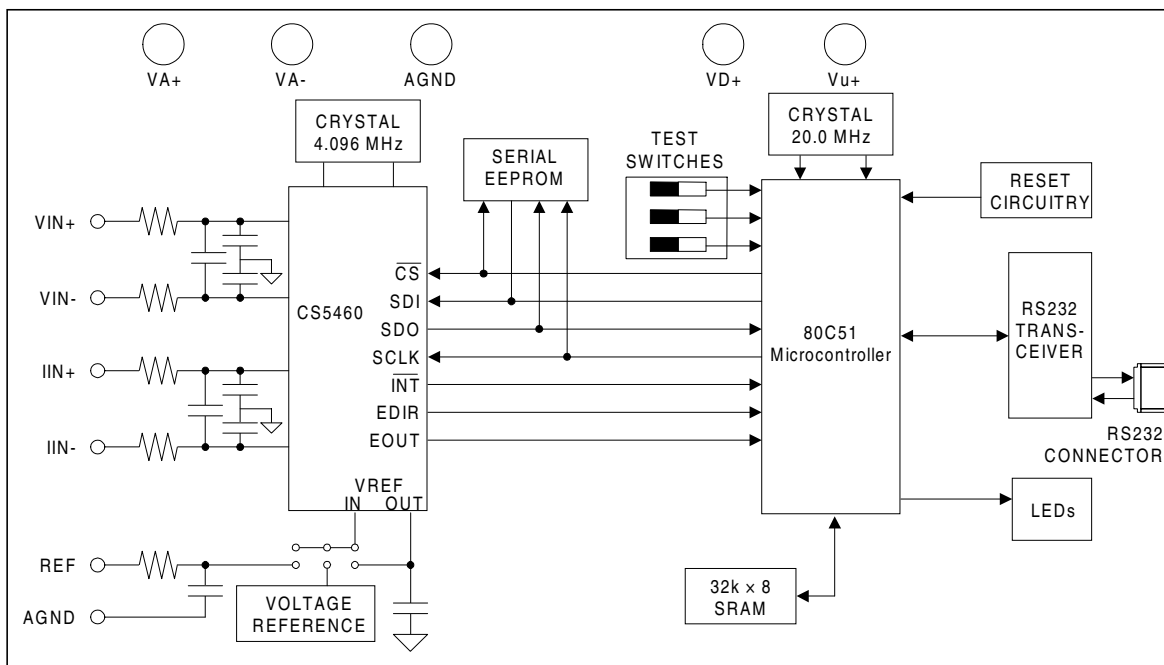 VA+
VA-
AGND
VD+
Vu+
CRYSTAL
4.096 MHz
SERIAL
EEPROM
TEST
SWITCHES
CRYSTAL
20.0 MHz
RESET
CIRCUITRY
VIN+
VIN-
IIN+
IIN-
CS5460
CS
SDI
SDO
SCLK
INT
EDIR
EOUT
VREF
IN OUT
80C51
Microcontroller
RS232
TRANS-
CEIVER
RS232
CONNECTOR
LEDs
REF
AGND
VOLTAGE
REFERENCE
32k × 8
SRAM